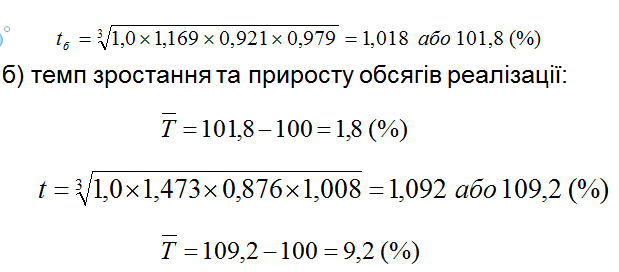 t_б = ∛1,0 × 1,169 × 0,921 × 0,979 = 1,018 або 101,8 (%)
б) темп зростання та приросту обсягів реалізації:
T̅ = 101,8 – 100 = 1,8 (%)
t = ∛1,0 × 1,473 × 0,876 × 1,008 = 1,092 або 109,2 (%)
T̅ = 109,2 – 100 = 9,2 (%)